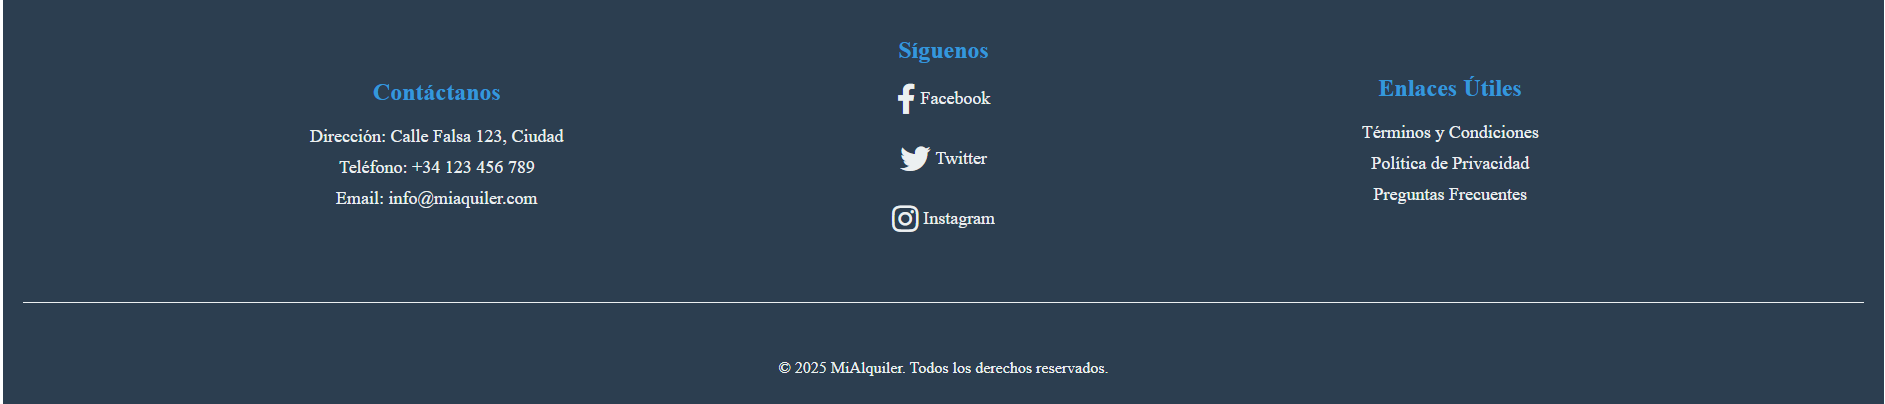 Contáctanos
Dirección: Calle Falsa 123, Ciudad
Teléfono: +34 123 456 789
Email: info@miaquiler.com
Síguenos
Facebook
Twitter
Instagram
Enlaces Útiles
Términos y Condiciones
Política de Privacidad
Preguntas Frecuentes
© 2025 MiAlquiler. Todos los derechos reservados.